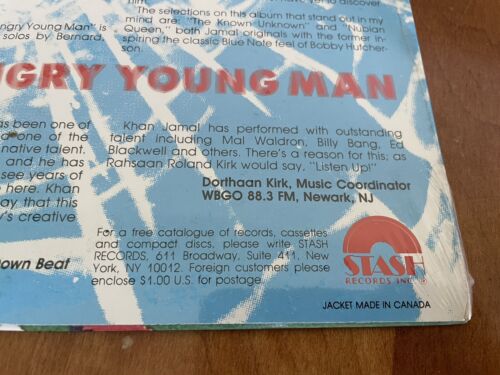 him.
The selections on this album that stand out in my
mind are: "The Known Unknown" and "Nubian
Queen," both Jamal originals with the former in-
spiring the classic Blue Note feel of Bobby Hutcher-
son.
ngry Young Man" is
solos by Bernard.
NGRY YOUNG MAN
as been one of
d one of the
native talent.
and he has
see years of
here. Khan
ay that this
y's creative
own Beat
Khan Jamal has performed with outstanding
talent including Mal Waldron, Billy Bang, Ed
Blackwell and others. There's a reason for this; as
Rahsaan Roland Kirk would say, "Listen Up!"
Dorthaan Kirk, Music Coordinator
WBGO 88.3 FM, Newark, NJ
For a free catalogue of records, cassettes
and compact discs, please write STASH
RECORDS, 611 Broadway, Suite 411, New
York, NY 10012. Foreign customers please
enclose $1.00 U.S. for postage.
STASH
RECORDS INC. ®
JACKET MADE IN CANADA